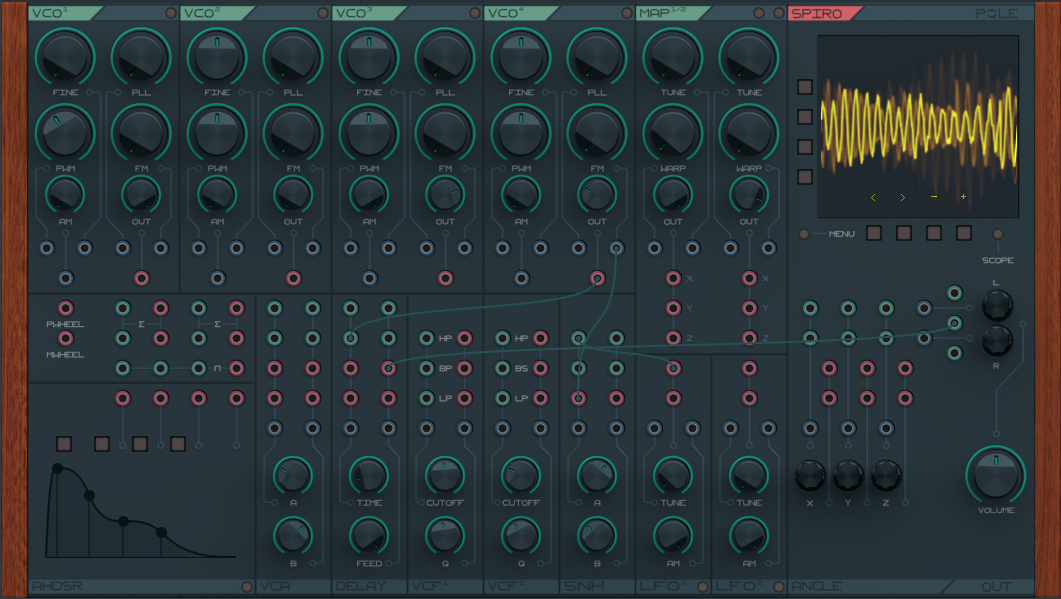 VCO¹ VCO² VCO³ VCO⁴ MAP¹/² SPIRO POLE
FINE PLL FINE PLL FINE PLL FINE PLL TUNE TUNE
PWM FM PWM FM PWM FM PWM FM WARP WARP
AM OUT AM OUT AM OUT AM OUT OUT OUT
< > − +
MENU
SCOPE
X X
L
Y Y
PWHEEL Σ Σ
HP HP Z Z
MWHEEL
Π BP BS
R
LP LP
A TIME CUTOFF CUTOFF A TUNE TUNE X Y Z
VOLUME
B FEED Q Q B AM AM
AHDSR VCA DELAY VCF¹ VCF² SNH LFO¹ LFO² ANGLE OUT